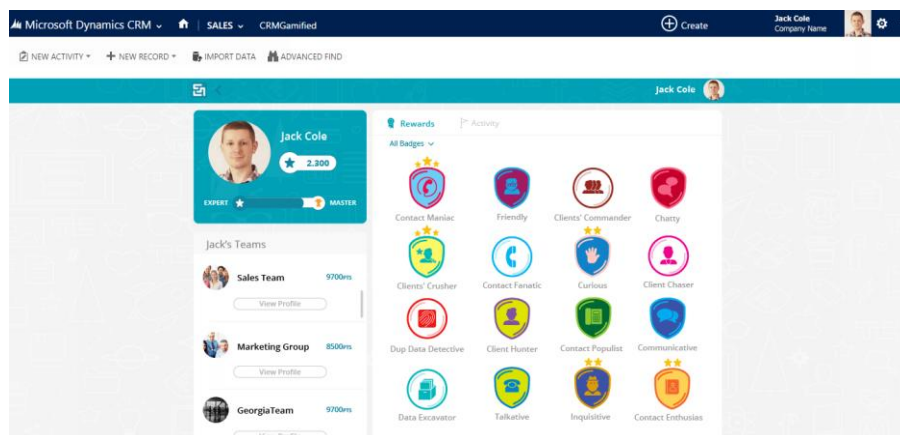 Microsoft Dynamics CRM SALES CRMGamified Create Jack Cole
Company Name
NEW ACTIVITY NEW RECORD IMPORT DATA ADVANCED FIND
Jack Cole
Jack Cole
2.300
EXPERT MASTER
Jack's Teams
Sales Team 9700
View Profile
Marketing Group 8500
View Profile
GeorgiaTeam 9700
Rewards Activity
All Badges
Contact Maniac Friendly Clients' Commander Chatty
Clients' Crusher Contact Fanatic Curious Client Chaser
Dup Data Detective Client Hunter Contact Populist Communicative
Data Excavator Talkative Inquisitive Contact Enthusias